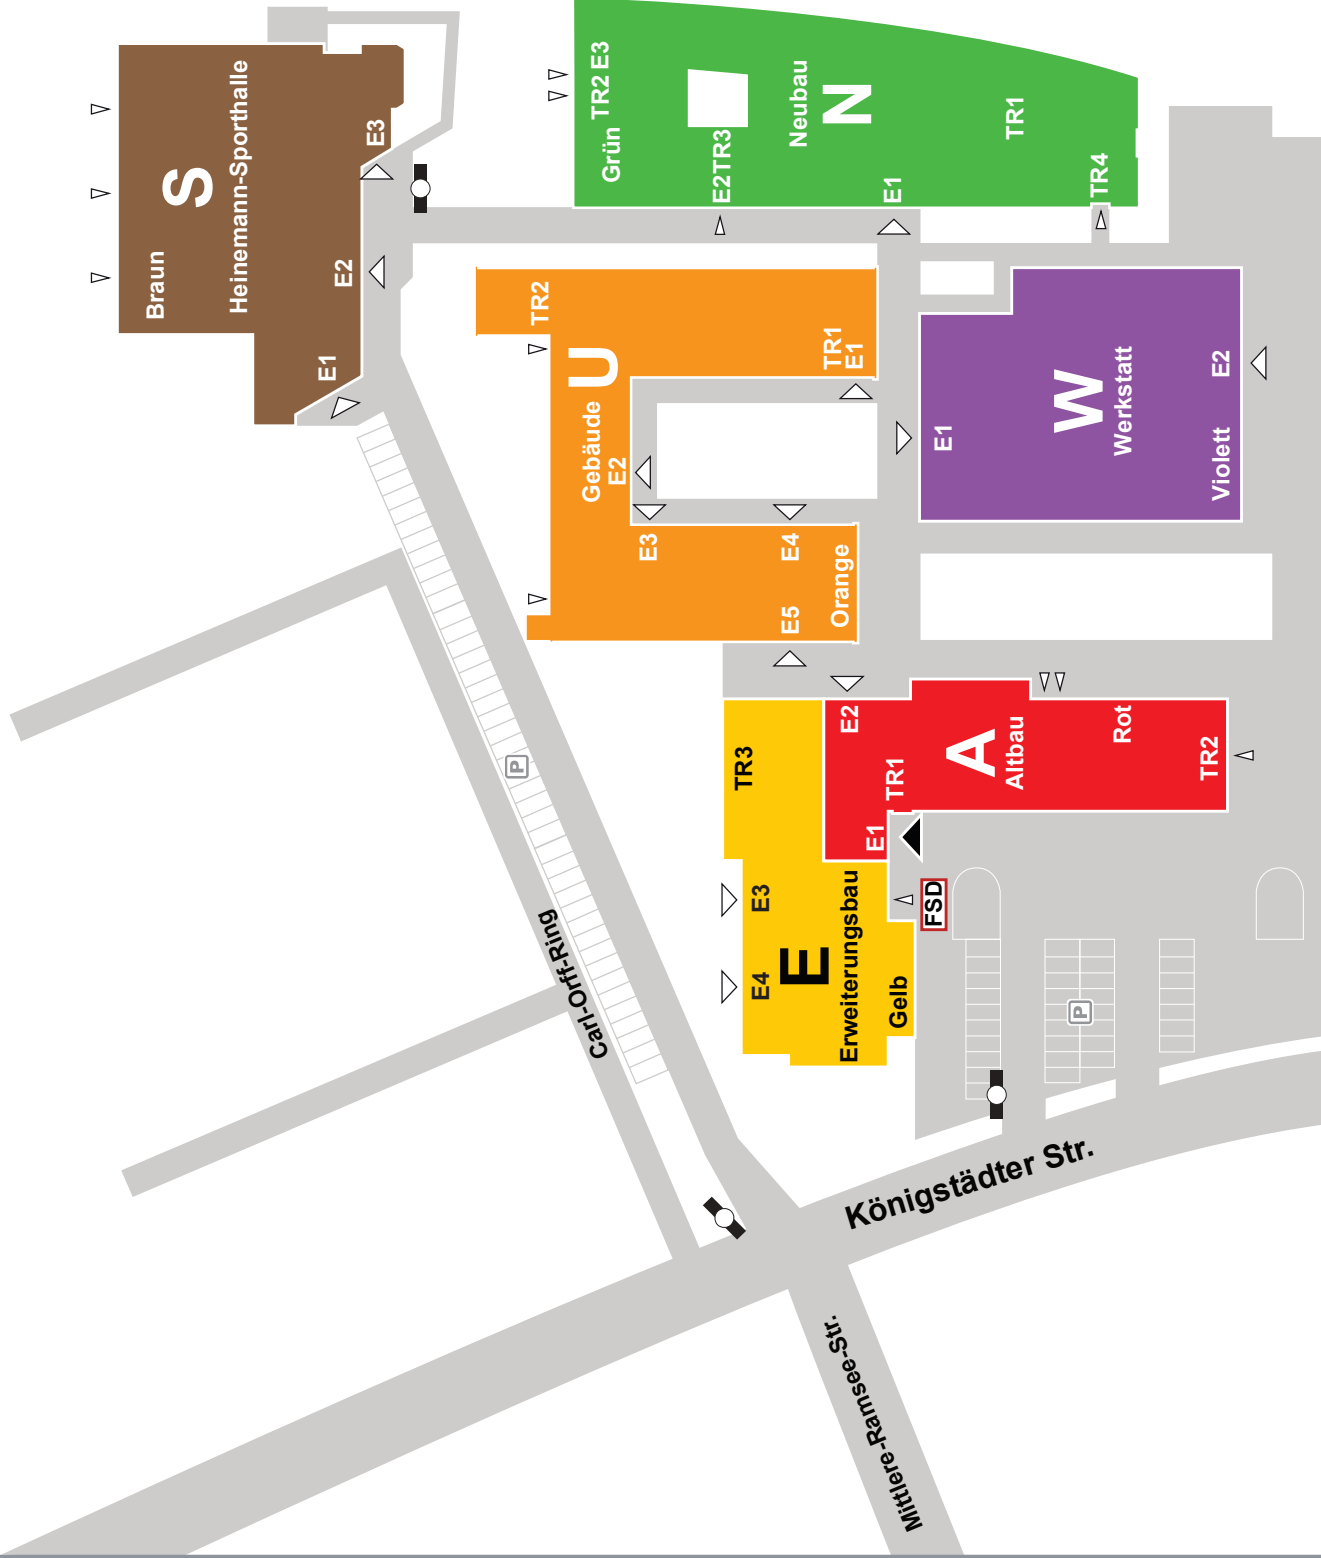 Braun
S
Heinemann-Sporthalle
E1
E2
E3
Grün
TR2 E3
E2TR3
Neubau
N
E1
TR1
TR4
TR2
U
Gebäude
E2
E3
E4
E5
Orange
TR1
E1
E1
W
Werkstatt
Violett
E2
TR3
E3
E4
E
Erweiterungsbau
Gelb
E2
TR1
E1
A
Altbau
Rot
TR2
FSD
P
P
Carl-Orff-Ring
Königstädter Str.
Mittlere-Ramsee-Str.